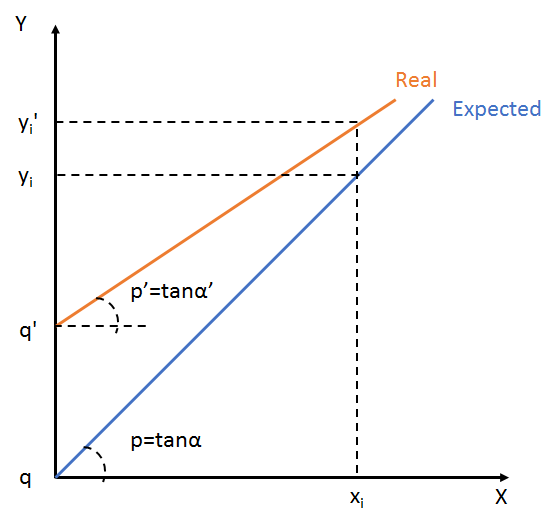 Y
Real
Expected
yi'
yi
p’=tanα’
q'
p=tanα
q
xi
X